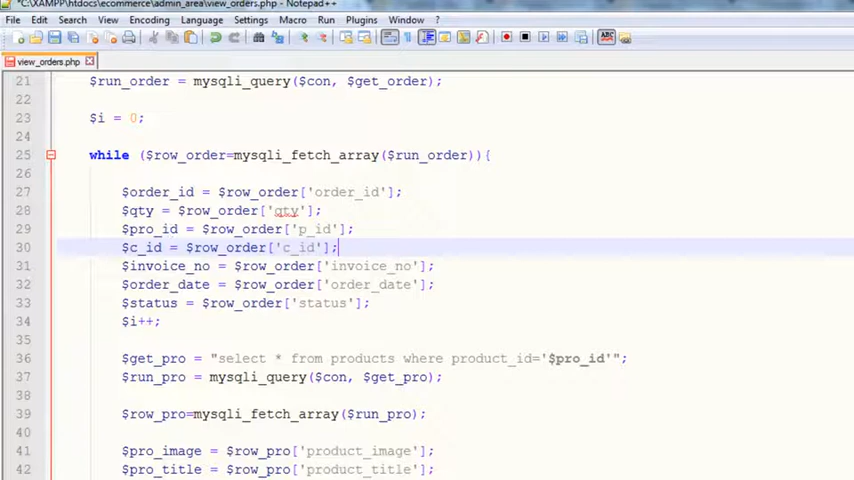 *C:\XAMPP\htdocs\ecommerce\admin_area\view_orders.php - Notepad++
File Edit Search View Encoding Language Settings Macro Run Plugins Window ?
view_orders.php
21 $run_order = mysqli_query($con, $get_order);
22
23 $i = 0;
24
25 while ($row_order=mysqli_fetch_array($run_order)){
26
27 $order_id = $row_order['order_id'];
28 $qty = $row_order['qty'];
29 $pro_id = $row_order['p_id'];
30 $c_id = $row_order['c_id'];
31 $invoice_no = $row_order['invoice_no'];
32 $order_date = $row_order['order_date'];
33 $status = $row_order['status'];
34 $i++;
35
36 $get_pro = "select * from products where product_id='$pro_id'";
37 $run_pro = mysqli_query($con, $get_pro);
38
39 $row_pro=mysqli_fetch_array($run_pro);
40
41 $pro_image = $row_pro['product_image'];
42 $pro_title = $row_pro['product_title'];